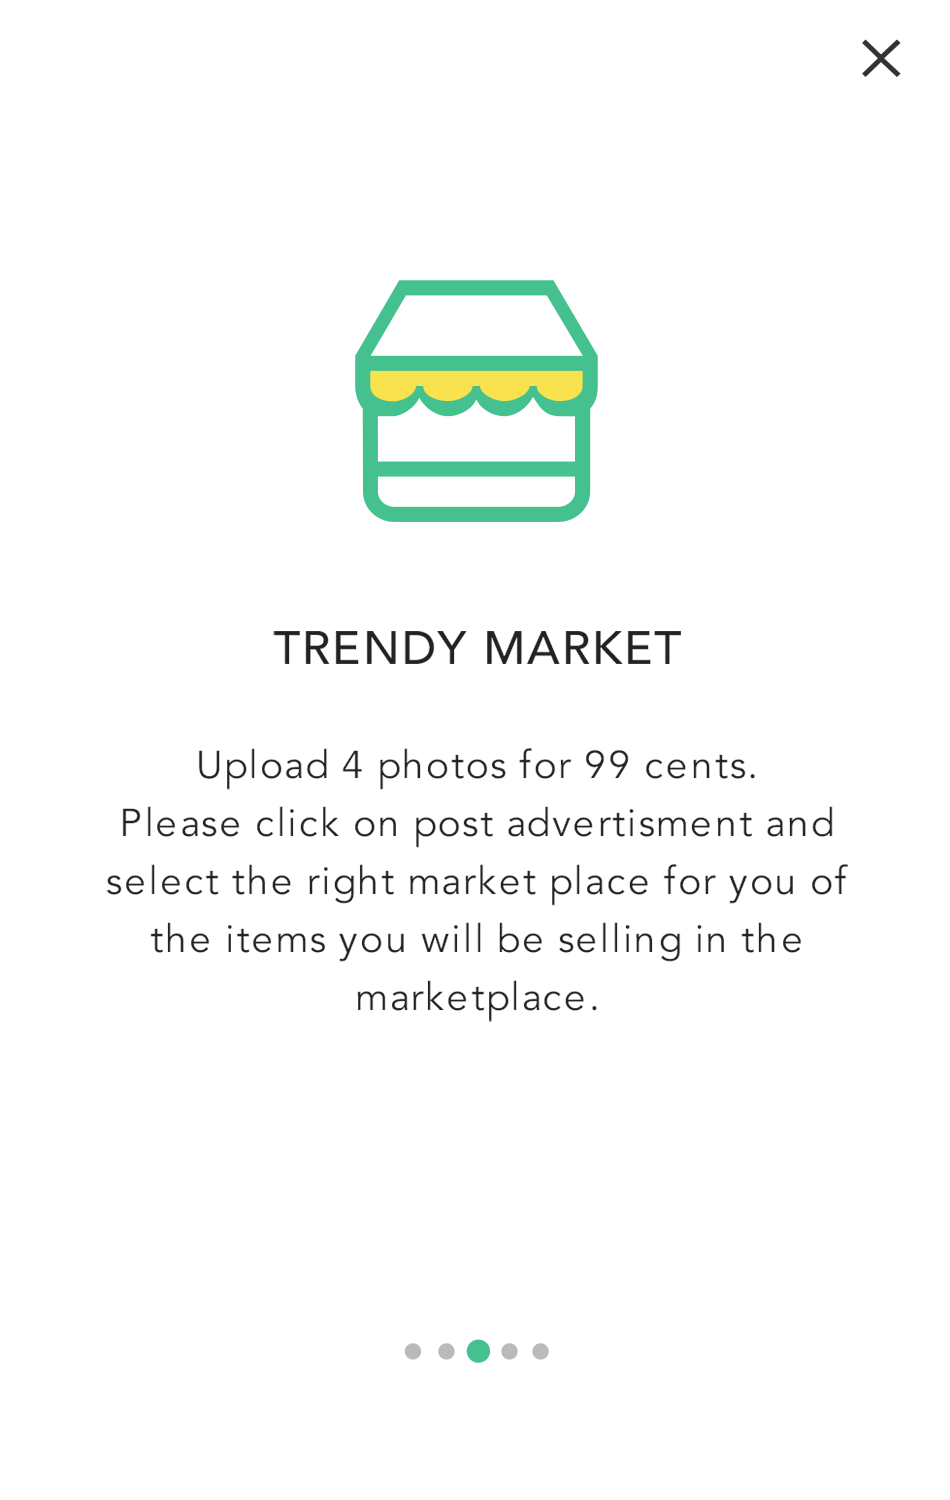 TRENDY MARKET
Upload 4 photos for 99 cents.
Please click on post advertisment and
select the right market place for you of
the items you will be selling in the
marketplace.